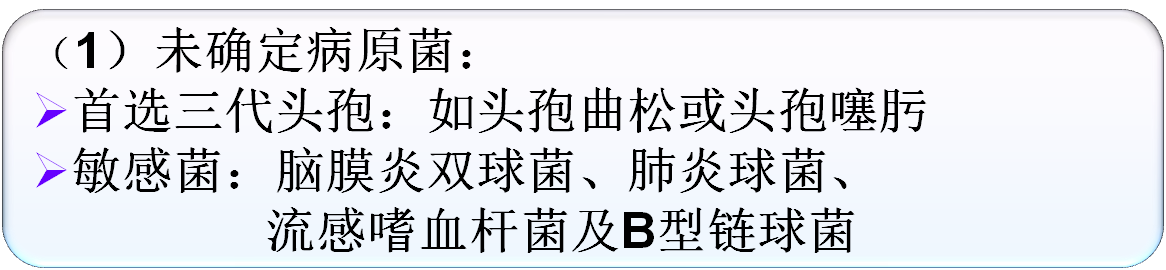 （1）未确定病原菌：
➢首选三代头孢：如头孢曲松或头孢噻肟
➢敏感菌：脑膜炎双球菌、肺炎球菌、
流感嗜血杆菌及B型链球菌